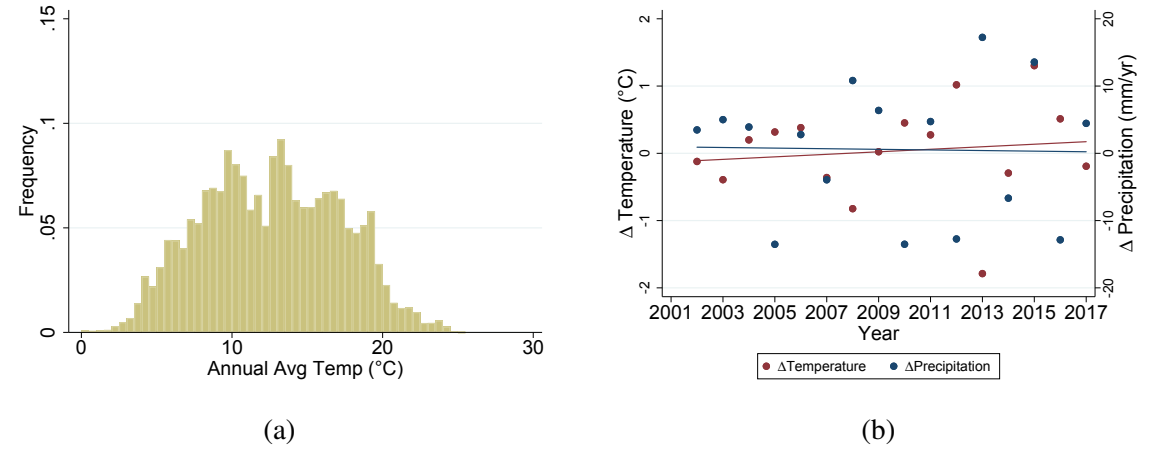 .15
.1
.05
0
Frequency
0 10 20 30
Annual Avg Temp (°C)
(a)
2
1
0
-1
-2
Δ Temperature (°C)
20
10
0
-10
-20
Δ Precipitation (mm/yr)
2001 2003 2005 2007 2009 2011 2013 2015 2017
Year
ΔTemperature ΔPrecipitation
(b)